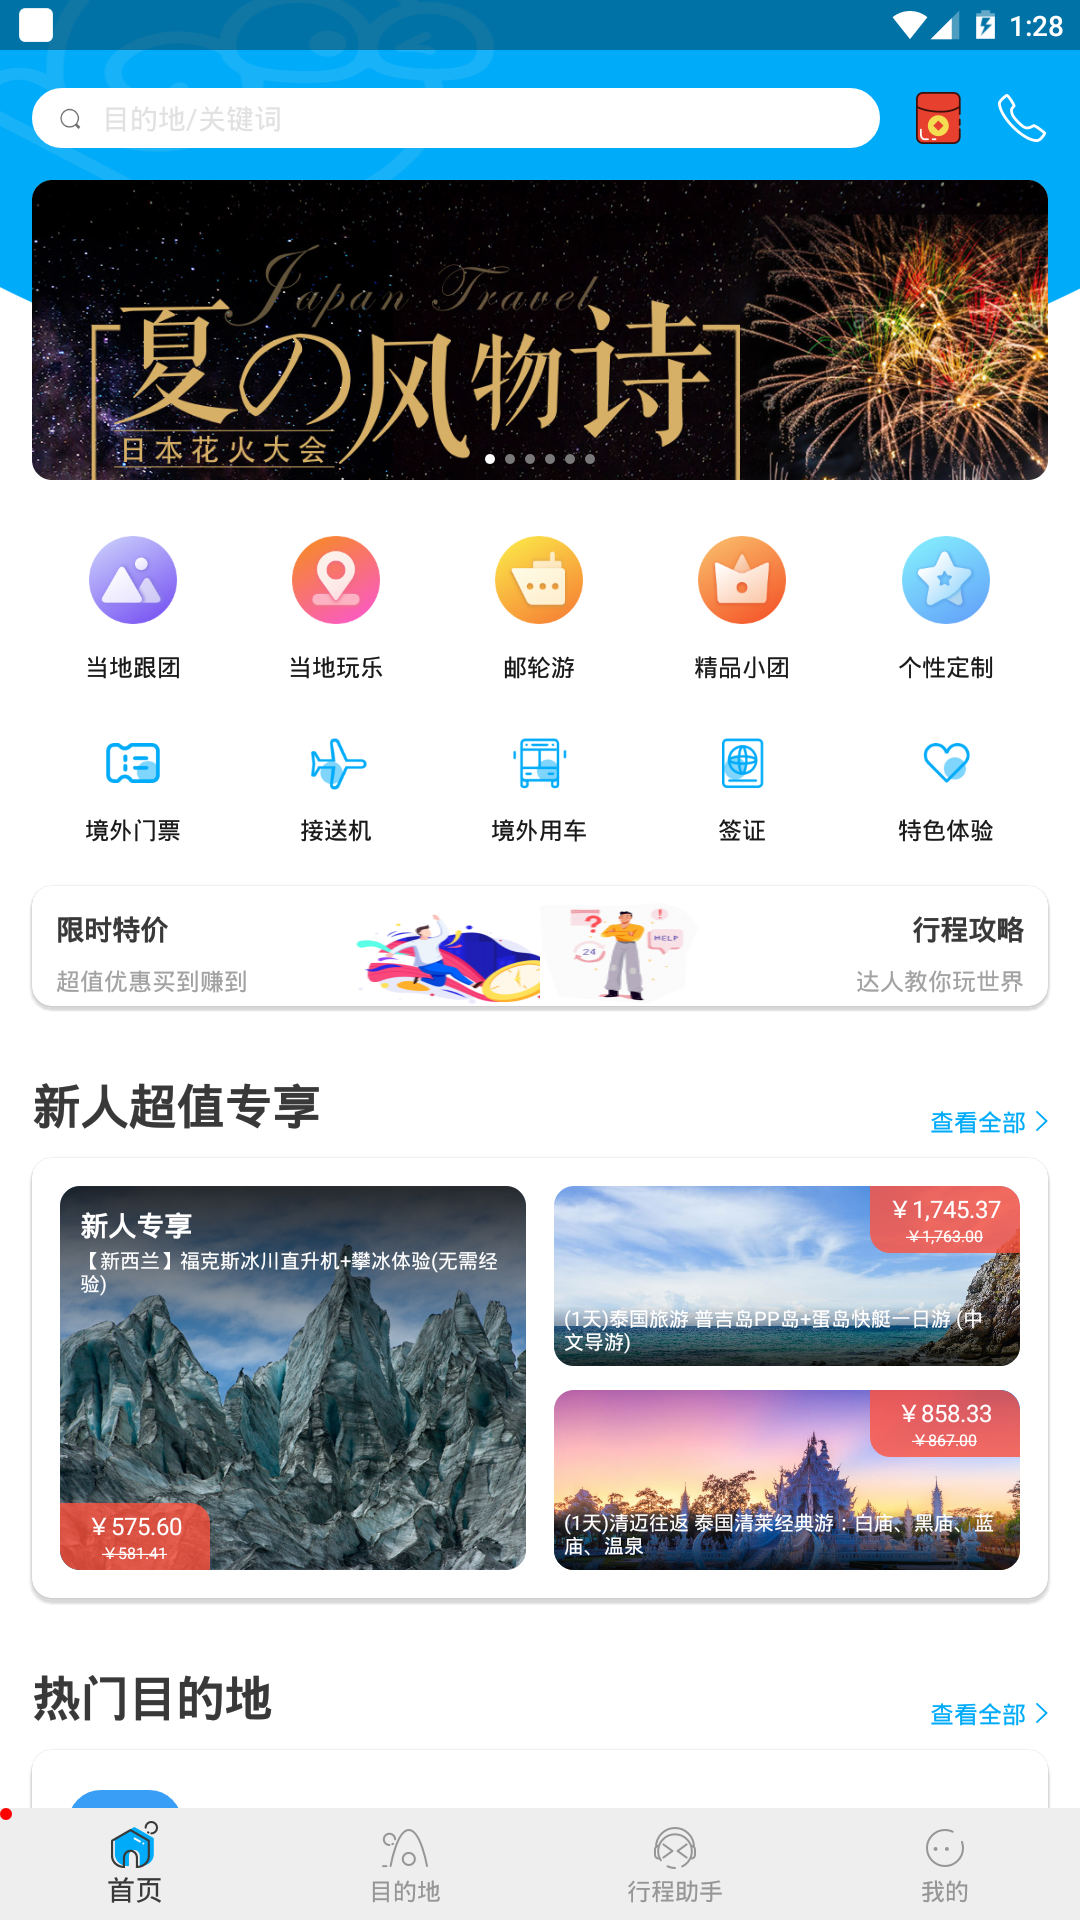 1:28
目的地/关键词
Japan Travel
夏の风物诗
日本花火大会
当地跟团
当地玩乐
邮轮游
精品小团
个性定制
境外门票
接送机
境外用车
签证
特色体验
限时特价
超值优惠买到赚到
24
?
!
HELP
行程攻略
达人教你玩世界
新人超值专享
查看全部
新人专享
【新西兰】福克斯冰川直升机+攀冰体验(无需经
验)
￥575.60
￥581.41
￥1,745.37
￥1,763.00
(1天)泰国旅游 普吉岛PP岛+蛋岛快艇一日游 (中
文导游)
￥858.33
￥867.00
(1天)清迈往返 泰国清莱经典游：白庙、黑庙、蓝
庙、温泉
热门目的地
查看全部
首页
目的地
行程助手
我的